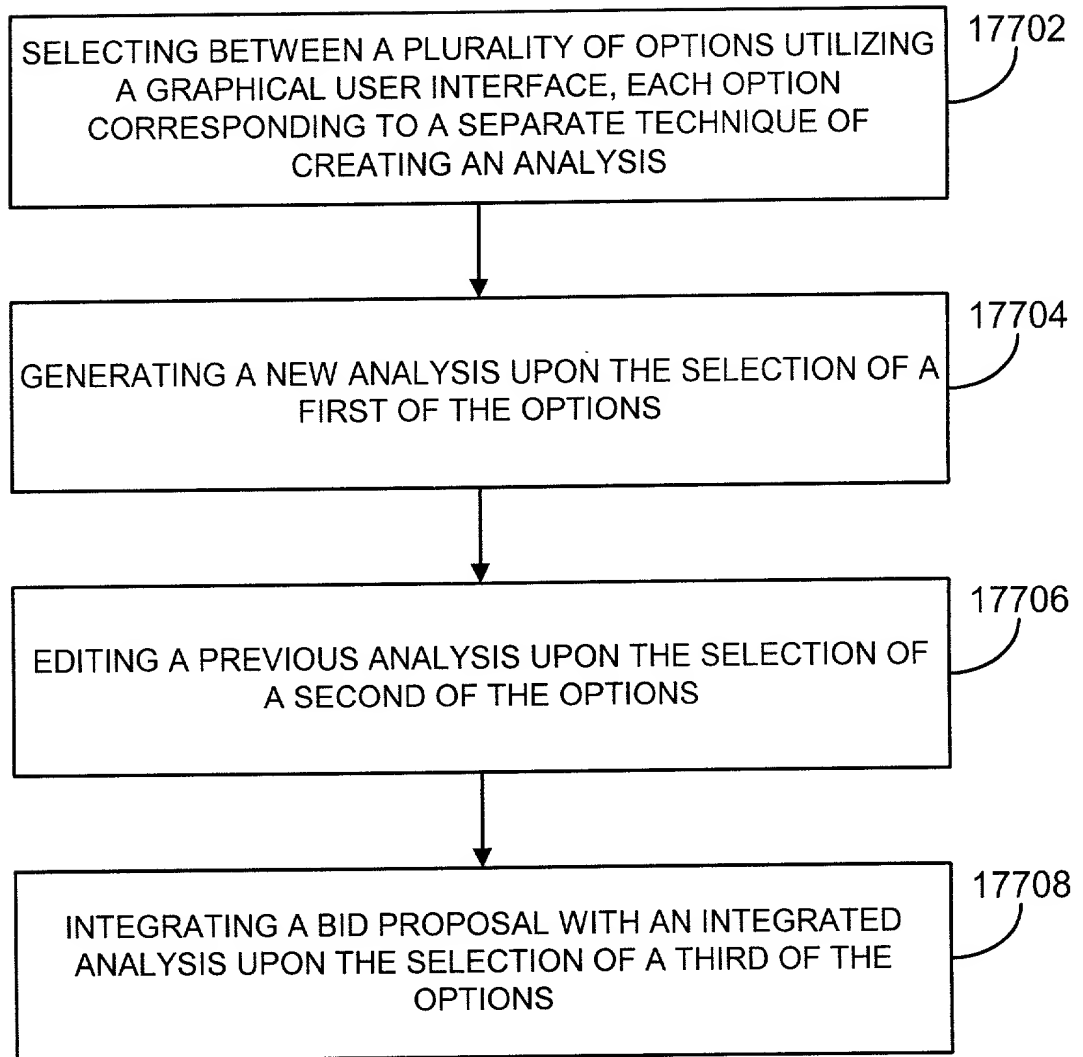 17702
SELECTING BETWEEN A PLURALITY OF OPTIONS UTILIZING
A GRAPHICAL USER INTERFACE, EACH OPTION
CORRESPONDING TO A SEPARATE TECHNIQUE OF
CREATING AN ANALYSIS
17704
GENERATING A NEW ANALYSIS UPON THE SELECTION OF A
FIRST OF THE OPTIONS
17706
EDITING A PREVIOUS ANALYSIS UPON THE SELECTION OF
A SECOND OF THE OPTIONS
17708
INTEGRATING A BID PROPOSAL WITH AN INTEGRATED
ANALYSIS UPON THE SELECTION OF A THIRD OF THE
OPTIONS